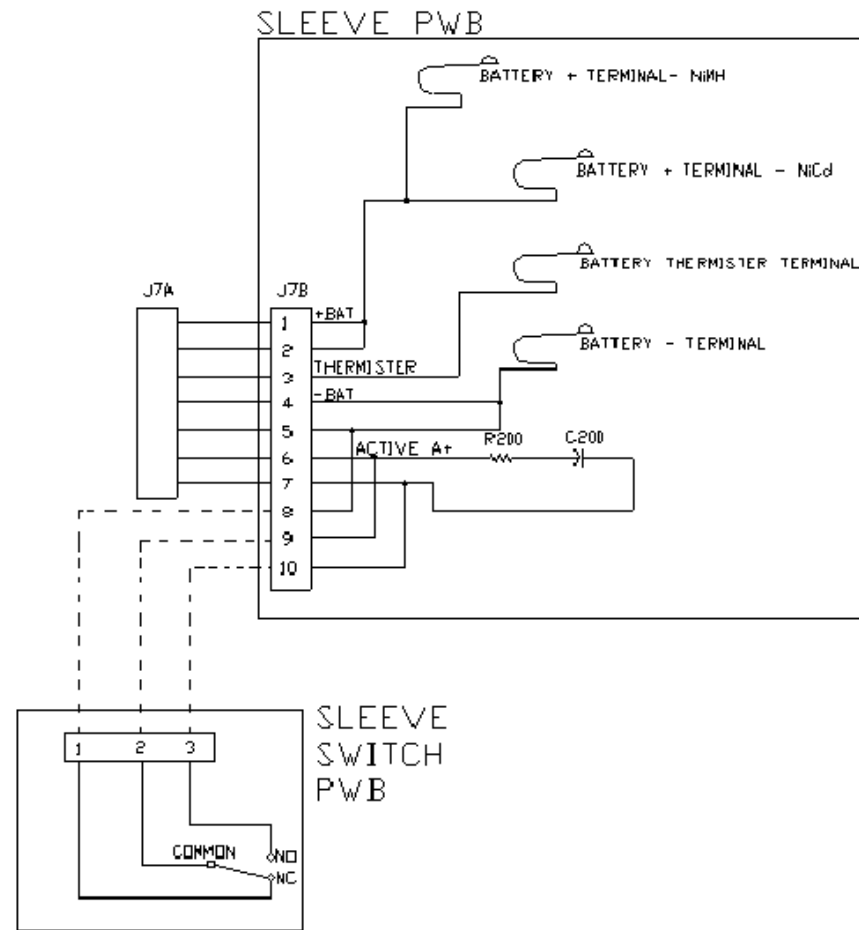 SLEEVE PWB
BATTERY + TERMINAL- NiMH
BATTERY + TERMINAL - NiCd
BATTERY THERMISTER TERMINAL
BATTERY - TERMINAL
J7A
J7B
1
+BAT
2
3
THERMISTER
4
-BAT
5
6
ACTIVE A+
R200
C200
7
8
9
10
SLEEVE
SWITCH
PWB
1 2 3
COMMON
NO
NC